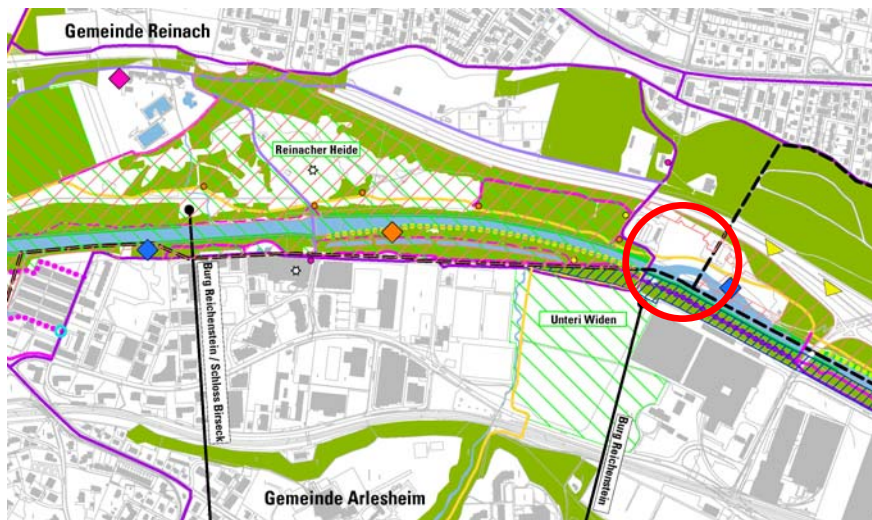 Gemeinde Reinach
Reinacher Heide
Burg Reichenstein / Schloss Birseck
Unteri Widen
Burg Reichenstein
Gemeinde Arlesheim